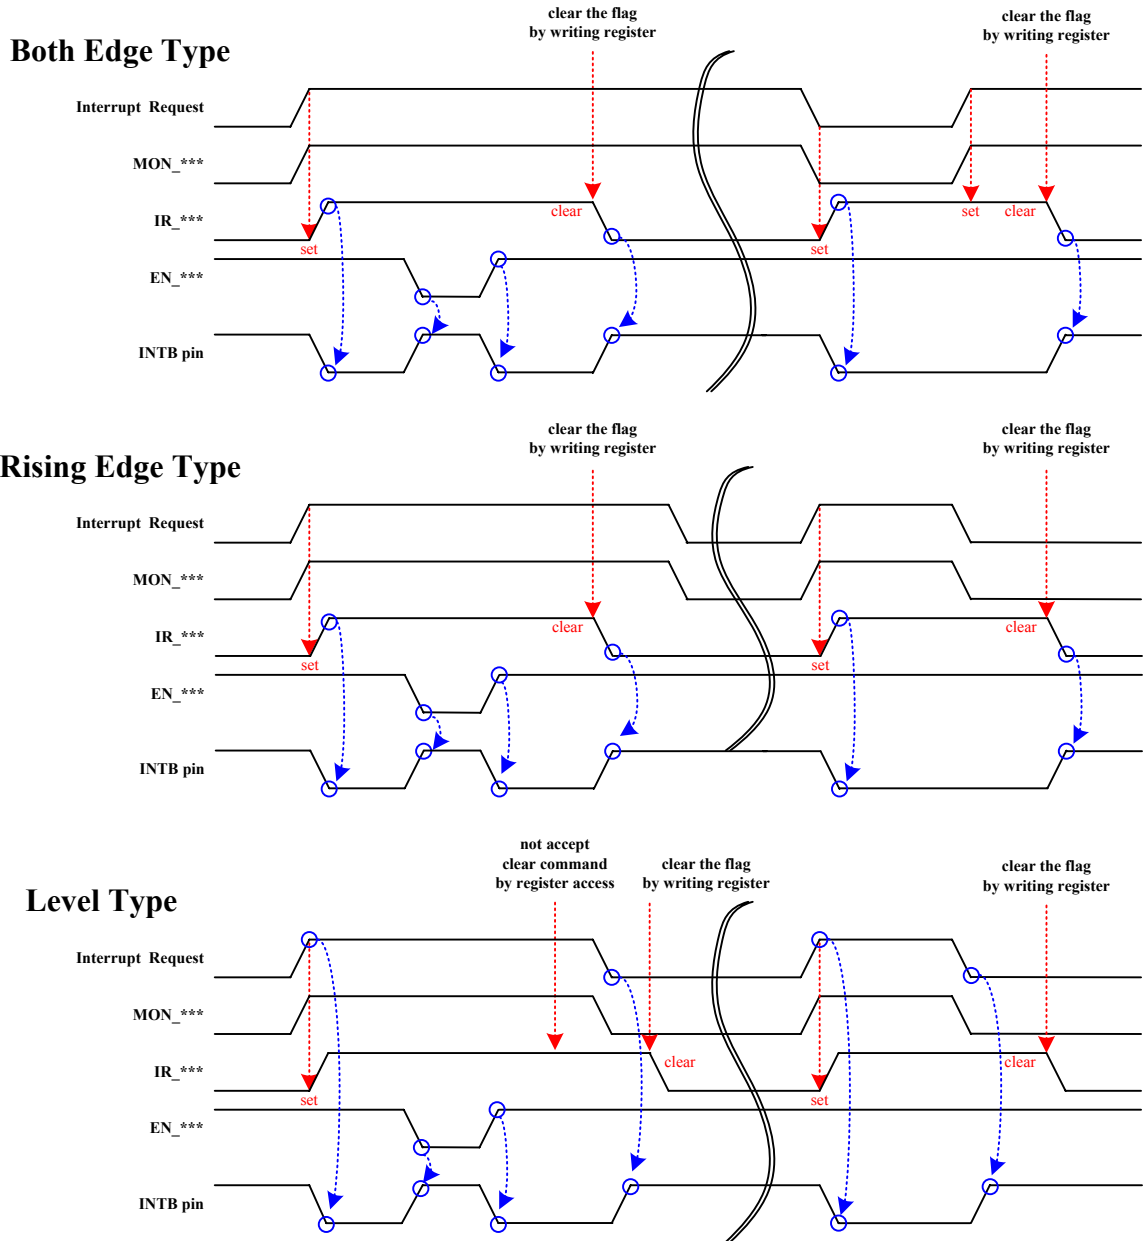 clear the flag
by writing register
clear the flag
by writing register
Both Edge Type
Interrupt Request
MON_***
IR_***
clear
set
clear
set
set
EN_***
INTB pin
clear the flag
by writing register
clear the flag
by writing register
Rising Edge Type
Interrupt Request
MON_***
IR_***
clear
clear
set
set
EN_***
INTB pin
not accept
clear command
by register access
clear the flag
by writing register
clear the flag
by writing register
Level Type
Interrupt Request
MON_***
IR_***
clear
clear
set
set
EN_***
INTB pin